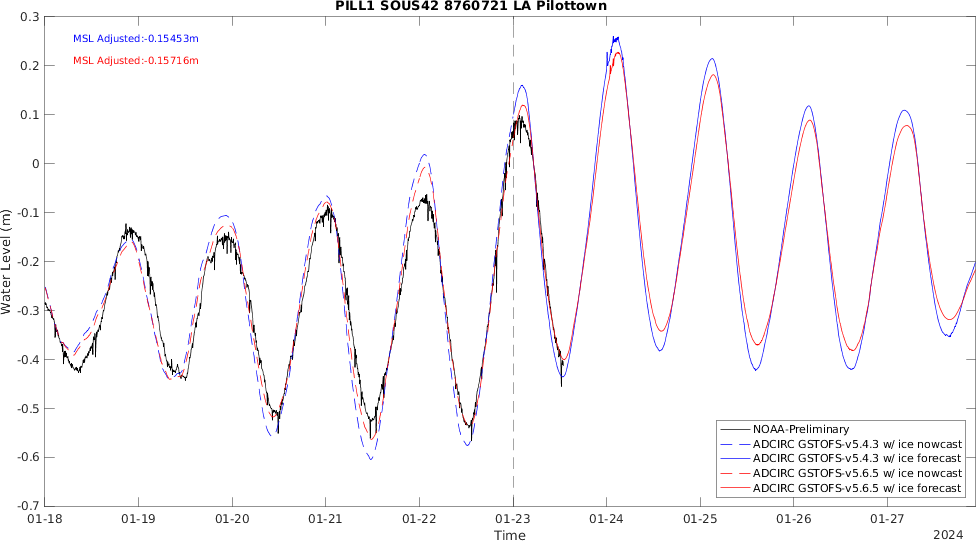 PILL1 SOUS42 8760721 LA Pilottown
MSL Adjusted:-0.15453m
MSL Adjusted:-0.15716m
0.3
0.2
0.1
0
-0.1
-0.2
-0.3
-0.4
-0.5
-0.6
-0.7
Water Level (m)
NOAA-Preliminary
ADCIRC GSTOFS-v5.4.3 w/ ice nowcast
ADCIRC GSTOFS-v5.4.3 w/ ice forecast
ADCIRC GSTOFS-v5.6.5 w/ ice nowcast
ADCIRC GSTOFS-v5.6.5 w/ ice forecast
01-18 01-19 01-20 01-21 01-22 01-23 01-24 01-25 01-26 01-27
Time
2024